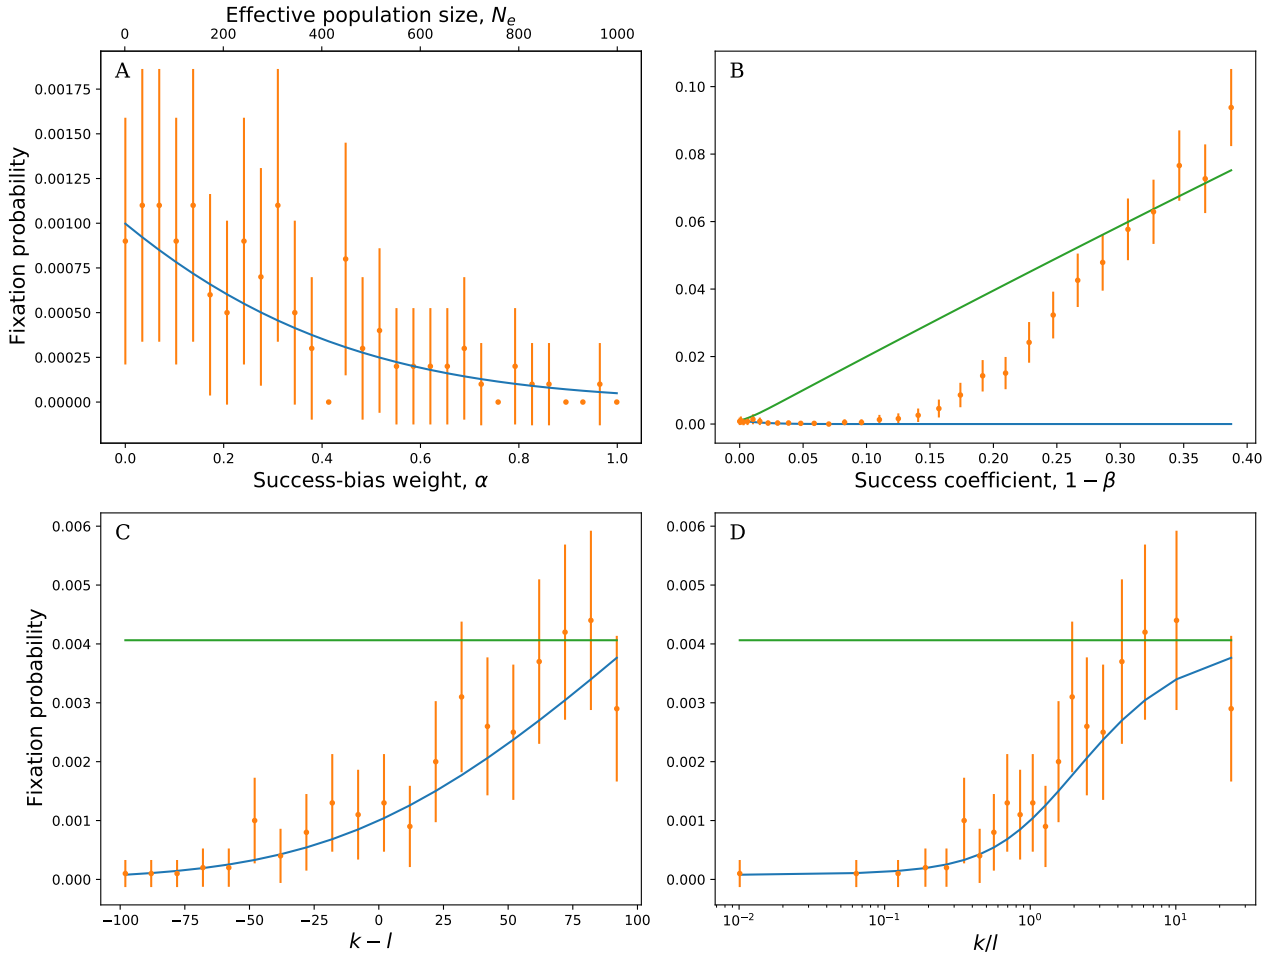 Effective population size, Nₑ
0 200 400 600 800 1000
A
0.00175
0.00150
0.00125
0.00100
0.00075
0.00050
0.00025
0.00000
Fixation probability
0.0 0.2 0.4 0.6 0.8 1.0
Success-bias weight, α
B
0.10
0.08
0.06
0.04
0.02
0.00
0.00 0.05 0.10 0.15 0.20 0.25 0.30 0.35 0.40
Success coefficient, 1 − β
C
0.006
0.005
0.004
0.003
0.002
0.001
0.000
Fixation probability
−100 −75 −50 −25 0 25 50 75 100
k − l
D
0.006
0.005
0.004
0.003
0.002
0.001
0.000
10⁻² 10⁻¹ 10⁰ 10¹
k/l